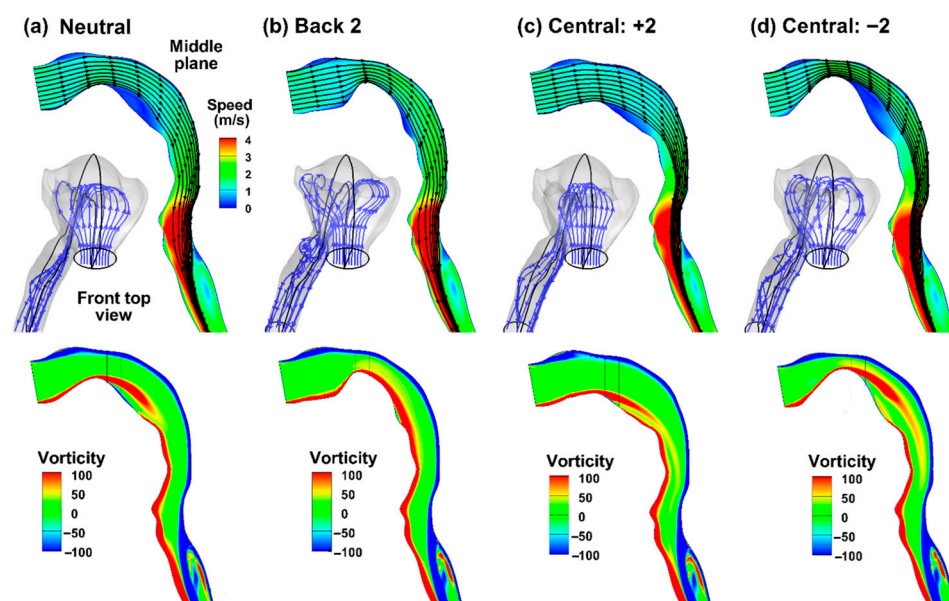 (a) Neutral
(b) Back 2
(c) Central: +2
(d) Central: –2
Middle
plane
Speed
(m/s)
4
3
2
1
0
Front top
view
Vorticity
100
50
0
–50
–100
Vorticity
100
50
0
–50
–100
Vorticity
100
50
0
–50
–100
Vorticity
100
50
0
–50
–100